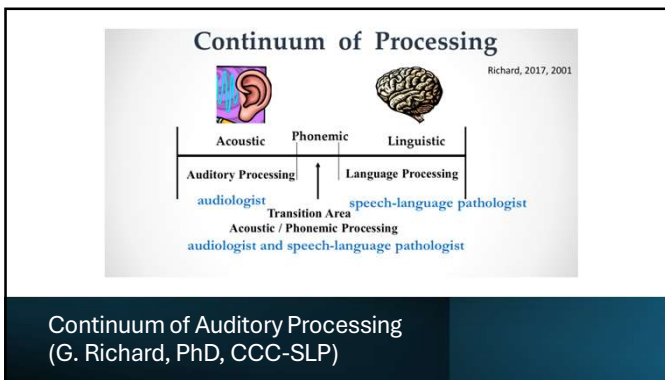 Continuum of Processing
Richard, 2017, 2001
Acoustic Phonemic Linguistic
Auditory Processing Language Processing
audiologist speech-language pathologist
Transition Area
Acoustic / Phonemic Processing
audiologist and speech-language pathologist
Continuum of Auditory Processing
(G. Richard, PhD, CCC-SLP)